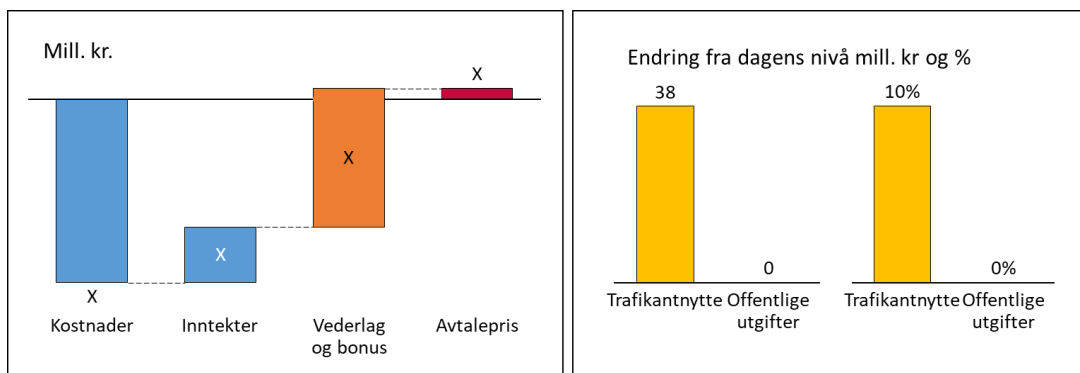 Mill. kr.
X
X
X
X
Kostnader
Inntekter
Vederlag
og bonus
Avtalepris
Endring fra dagens nivå mill. kr og %
38
0
Trafikantnytte
Offentlige
utgifter
10%
0%
Trafikantnytte
Offentlige
utgifter